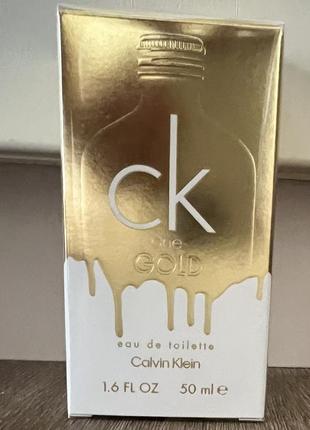 ck
one
GOLD
eau de toilette
Calvin Klein
1.6 FL OZ 50 ml e